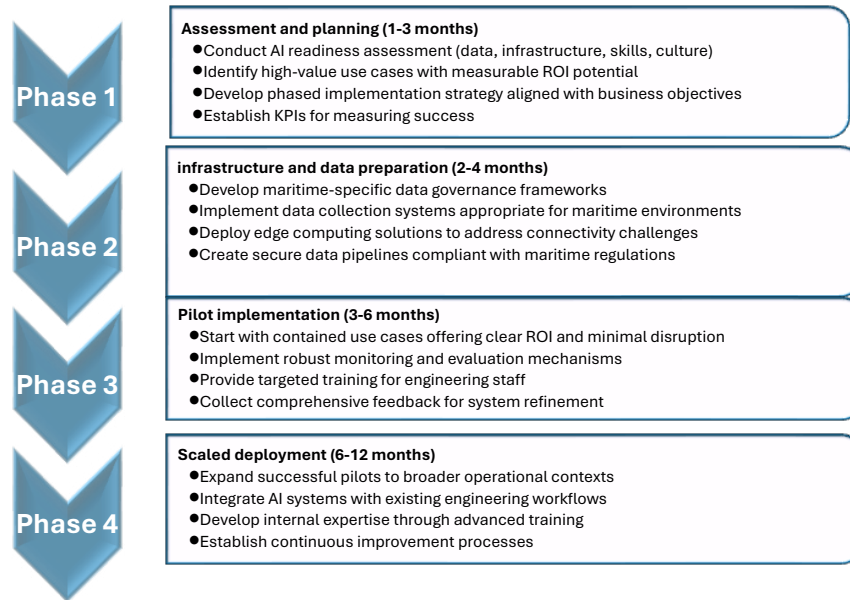 Phase 1
Assessment and planning (1-3 months)
●Conduct AI readiness assessment (data, infrastructure, skills, culture)
●Identify high-value use cases with measurable ROI potential
●Develop phased implementation strategy aligned with business objectives
●Establish KPIs for measuring success
Phase 2
infrastructure and data preparation (2-4 months)
●Develop maritime-specific data governance frameworks
●Implement data collection systems appropriate for maritime environments
●Deploy edge computing solutions to address connectivity challenges
●Create secure data pipelines compliant with maritime regulations
Phase 3
Pilot implementation (3-6 months)
●Start with contained use cases offering clear ROI and minimal disruption
●Implement robust monitoring and evaluation mechanisms
●Provide targeted training for engineering staff
●Collect comprehensive feedback for system refinement
Phase 4
Scaled deployment (6-12 months)
●Expand successful pilots to broader operational contexts
●Integrate AI systems with existing engineering workflows
●Develop internal expertise through advanced training
●Establish continuous improvement processes